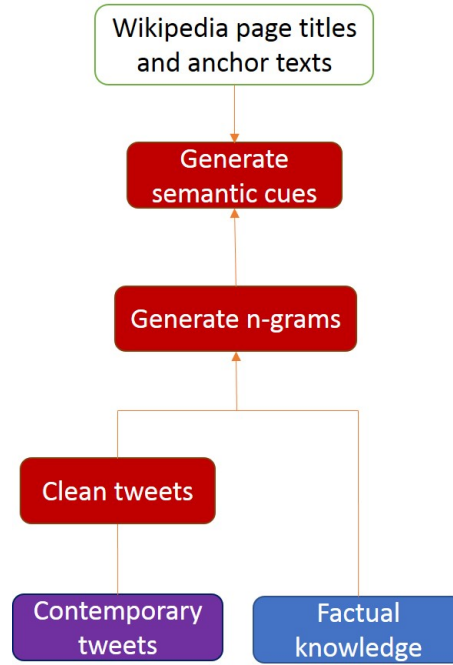 Wikipedia page titles
and anchor texts
Generate
semantic cues
Generate n-grams
Clean tweets
Contemporary
tweets
Factual
knowledge